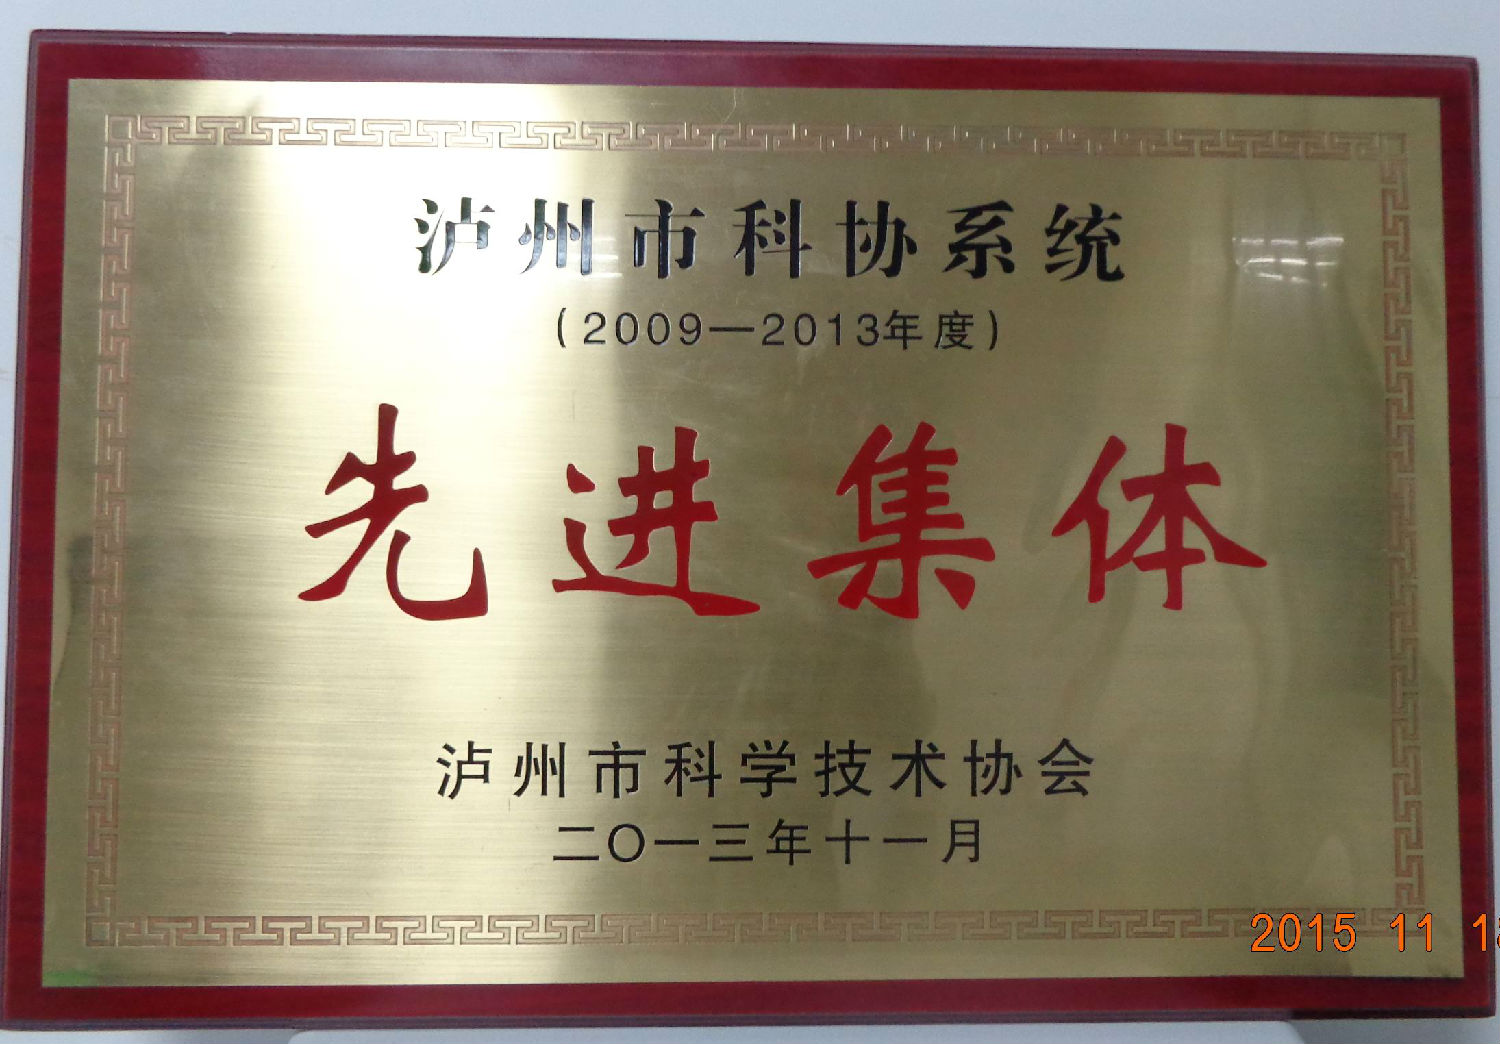 泸州市科协系统
(2009—2013年度)
先进集体
泸州市科学技术协会
二〇一三年十一月
2015 11